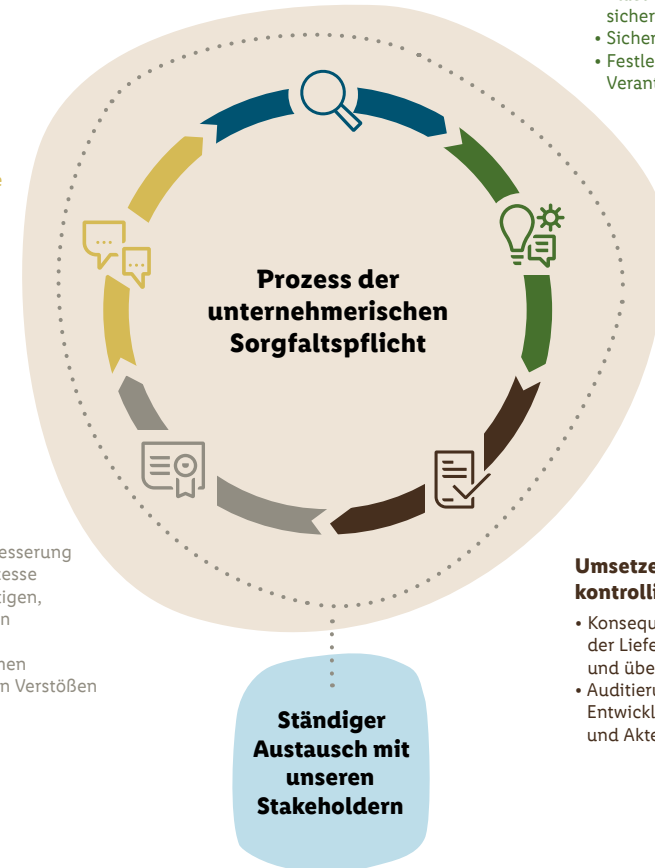 sicher
• Sicher
• Festle
Verant
e
Prozess der
unternehmerischen
Sorgfaltspflicht
esserung
esse
igen,
n
nen
n Verstößen
Umsetze
kontrolli
• Konsequ
der Liefe
und übe
• Auditieru
Entwickl
und Akte
Ständiger
Austausch mit
unseren
Stakeholdern